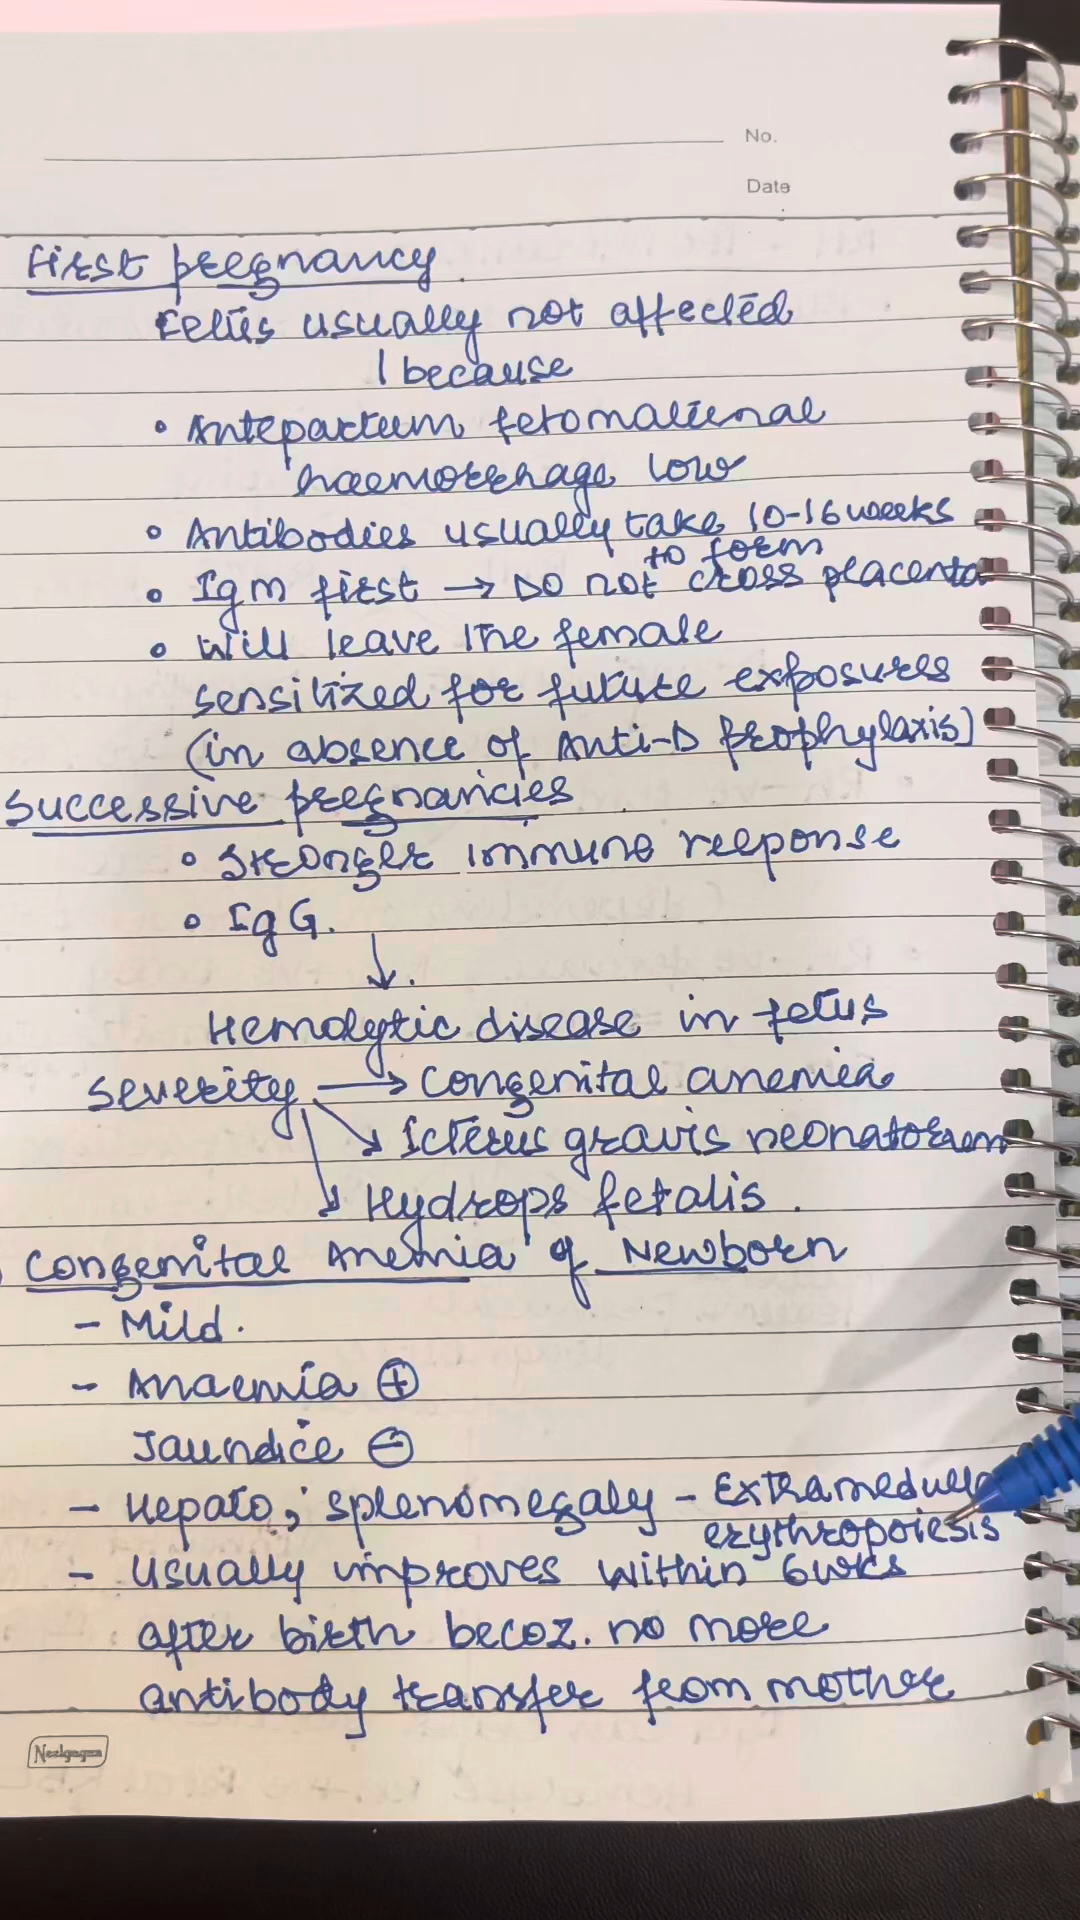 No.
Date
First pregnancy
Fetus usually not affected
because
• Antepartum fetomaternal
haemorrhage low
• Antibodies usually take 10-16 weeks
to form
• IgM first → Do not cross placenta
• Will leave the female
sensitized for future exposures
(in absence of Anti-D prophylaxis)
Successive pregnancies
• Stronger immune response
• IgG.
↓
Hemolytic disease in fetus
Severity → Congenital anemia
↘ Icterus gravis neonatorum
↓ Hydrops fetalis.
Congenital Anemia of Newborn
- Mild.
- Anaemia ⊕
Jaundice ⊖
- Hepato, splenomegaly -
erythropoiesis
- Usually improves within 6wks
after birth becoz. no more
antibody transfer from mother